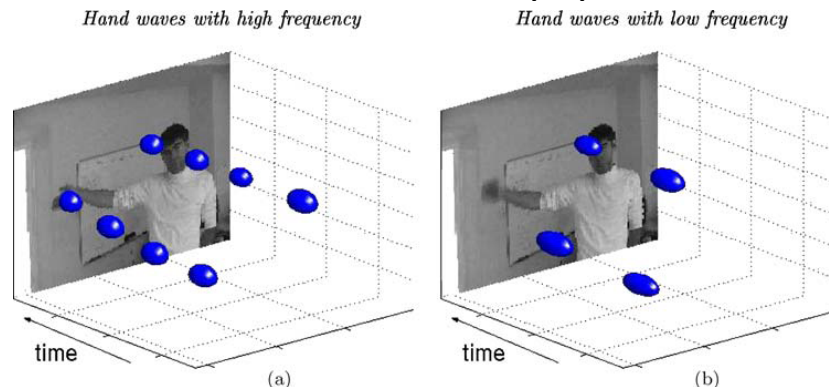 Hand waves with high frequency
Hand waves with low frequency
time
time
(a)
(b)